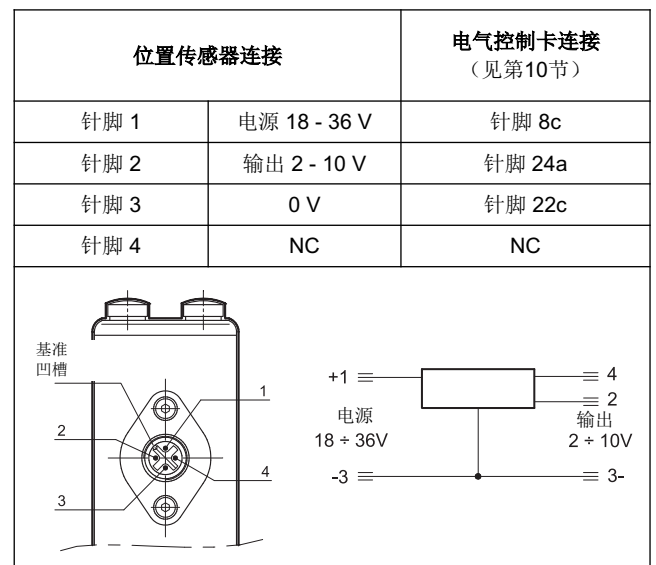 位置传感器连接
电气控制卡连接
（见第10节）
针脚 1 电源 18 - 36 V 针脚 8c
针脚 2 输出 2 - 10 V 针脚 24a
针脚 3 0 V 针脚 22c
针脚 4 NC NC
基准
凹槽
1
2
3
4
+1
电源
18 ÷ 36V
-3
4
2
输出
2 ÷ 10V
3-